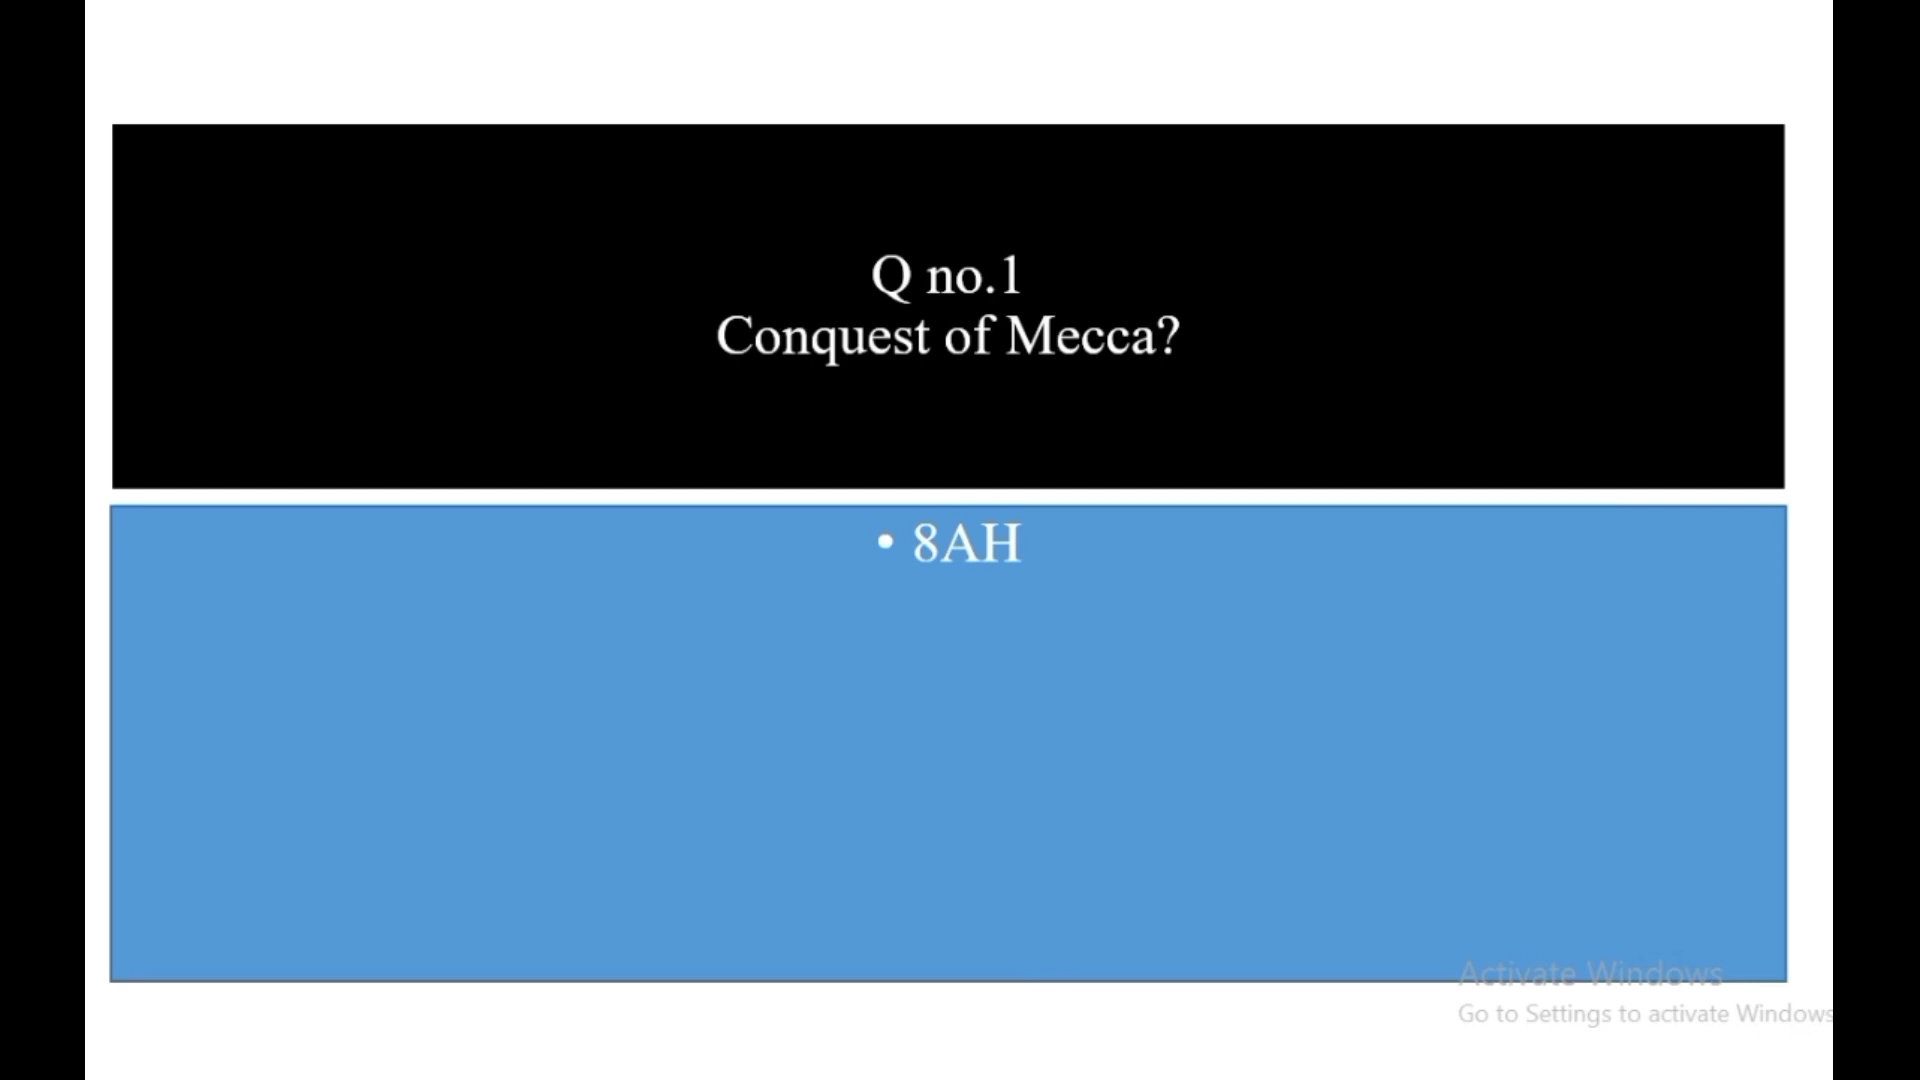 Q no.1
Conquest of Mecca?
• 8AH
Activate Windows
Go to Settings to activate Windows